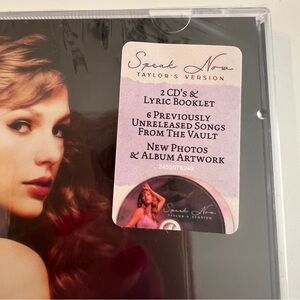 Speak Now
TAYLOR'S VERSION
2 CD's &
LYRIC BOOKLET
6 PREVIOUSLY
UNRELEASED SONGS
FROM THE VAULT
NEW PHOTOS
& ALBUM ARTWORK
2455578249
Speak Now
TAYLOR'S VERSION